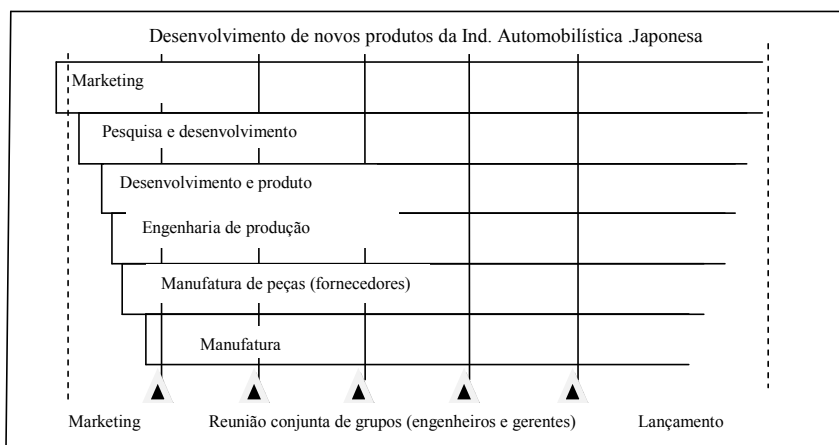 Desenvolvimento de novos produtos da Ind. Automobilística .Japonesa
Marketing
Pesquisa e desenvolvimento
Desenvolvimento e produto
Engenharia de produção
Manufatura de peças (fornecedores)
Manufatura
Marketing Reunião conjunta de grupos (engenheiros e gerentes) Lançamento